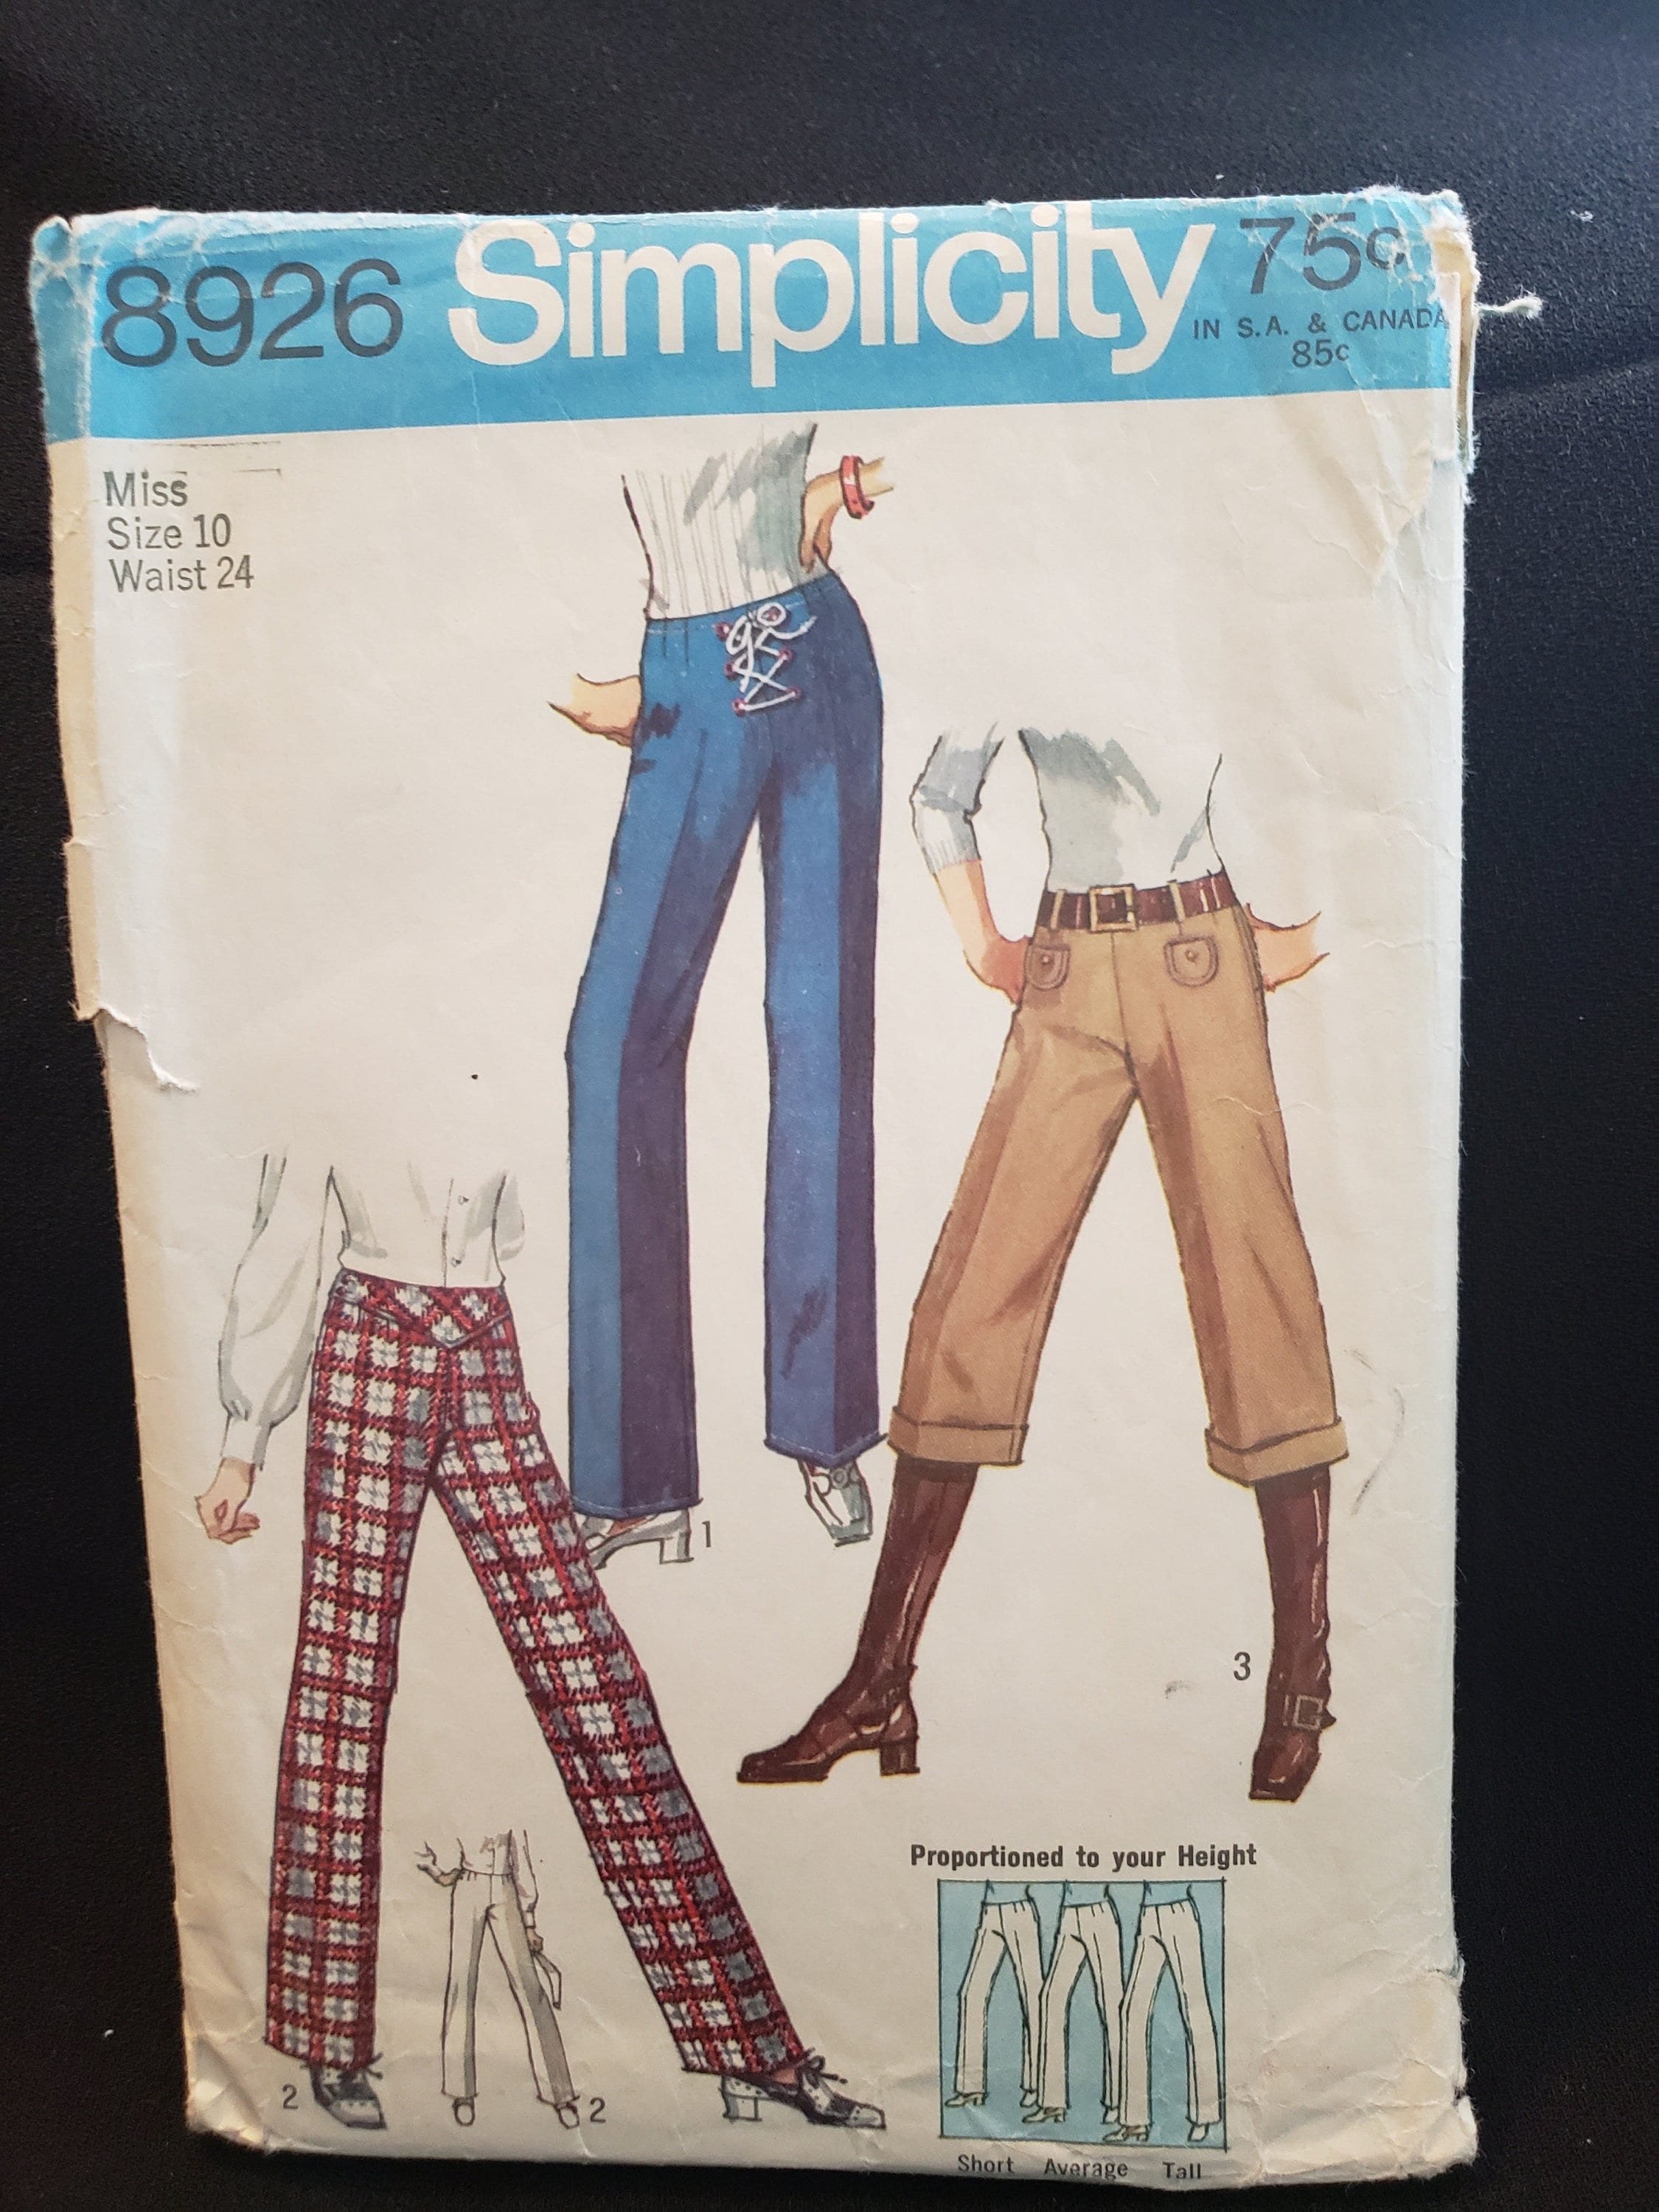 8926 Simplicity 75¢
IN S.A. & CANADA
85¢
Miss
Size 10
Waist 24
1
3
Proportioned to your Height
2
2
Short Average Tall